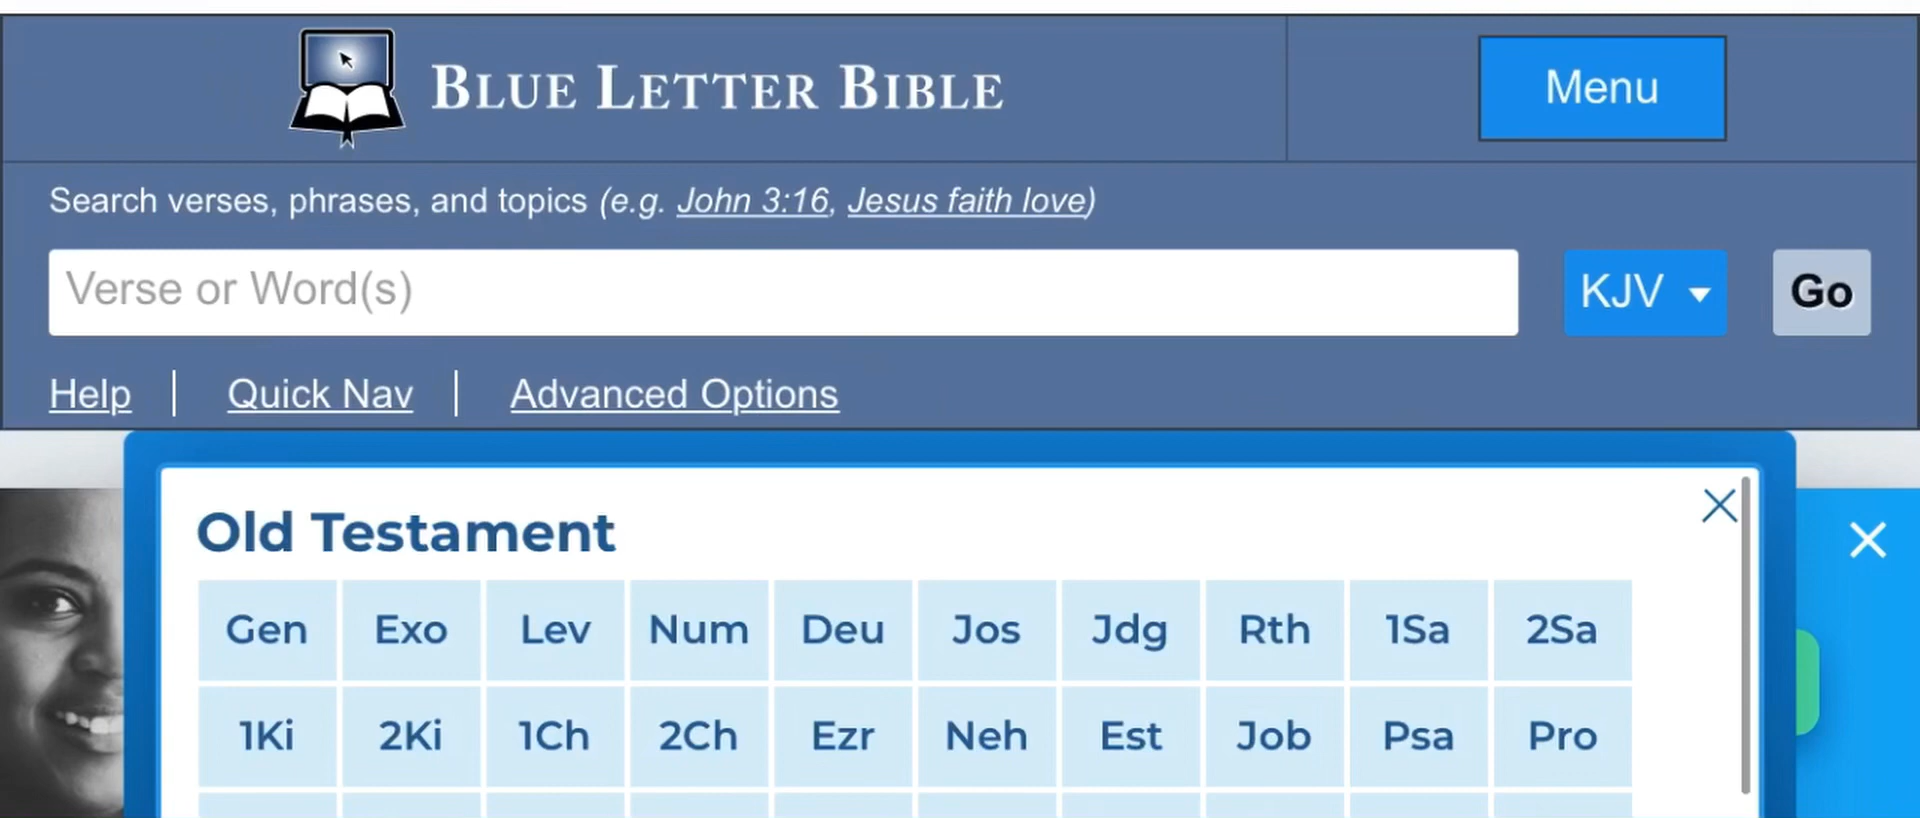 BLUE LETTER BIBLE
Menu
Search verses, phrases, and topics (e.g. John 3:16, Jesus faith love)
Verse or Word(s)
KJV
Go
Help | Quick Nav | Advanced Options
Old Testament
Gen Exo Lev Num Deu Jos Jdg Rth 1Sa 2Sa
1Ki 2Ki 1Ch 2Ch Ezr Neh Est Job Psa Pro